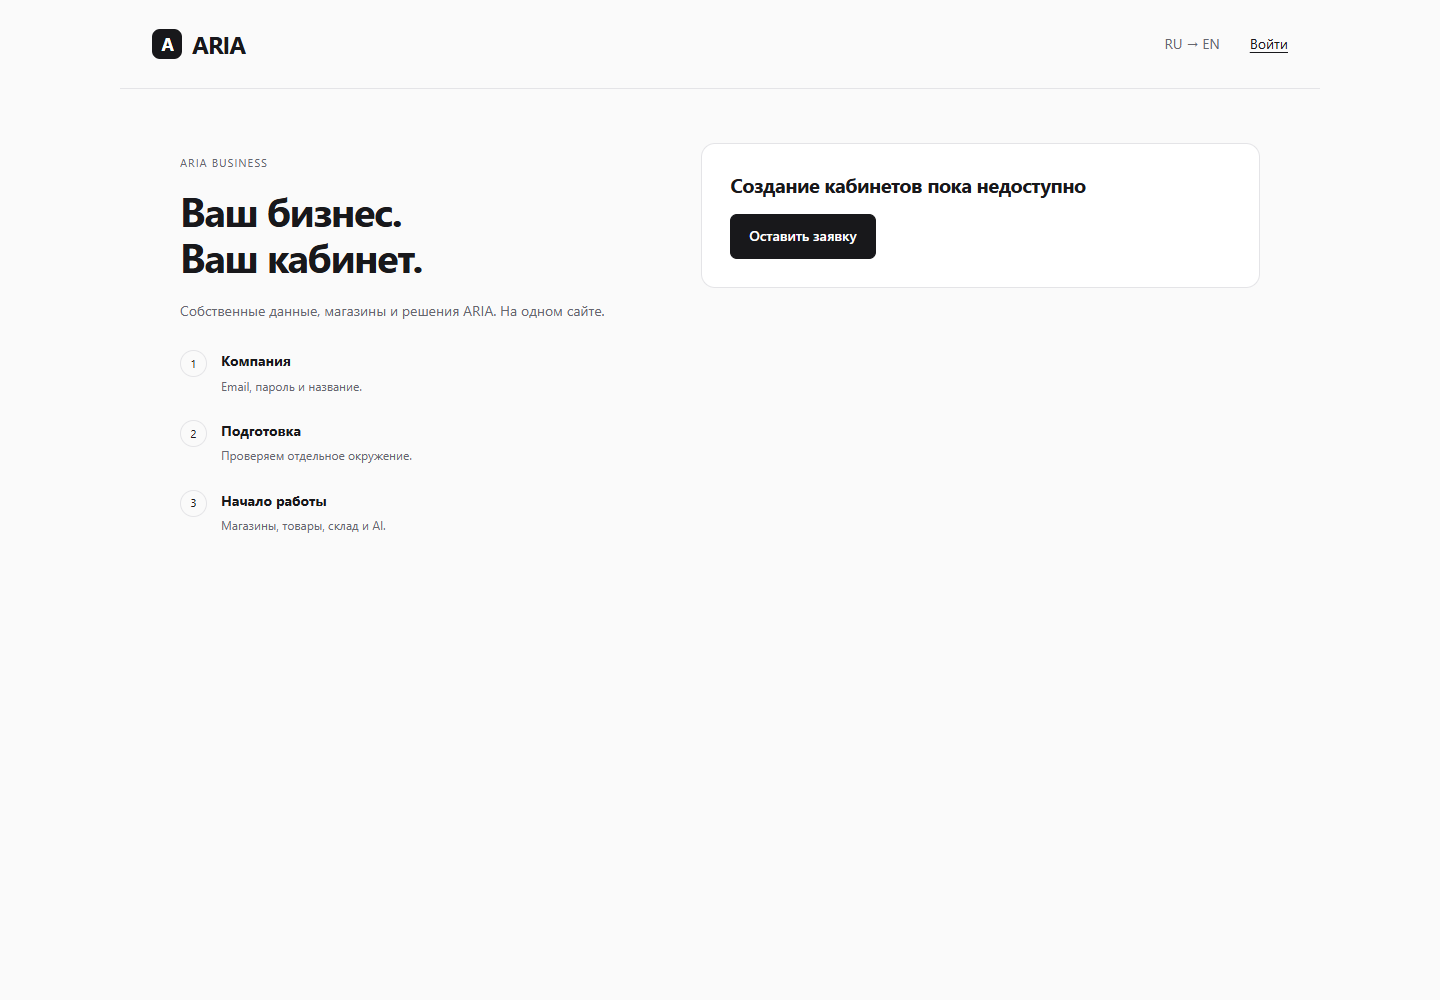 A ARIA
RU → EN
Войти
ARIA BUSINESS
Ваш бизнес.
Ваш кабинет.
Собственные данные, магазины и решения ARIA. На одном сайте.
1 Компания
Email, пароль и название.
2 Подготовка
Проверяем отдельное окружение.
3 Начало работы
Магазины, товары, склад и AI.
Создание кабинетов пока недоступно
Оставить заявку